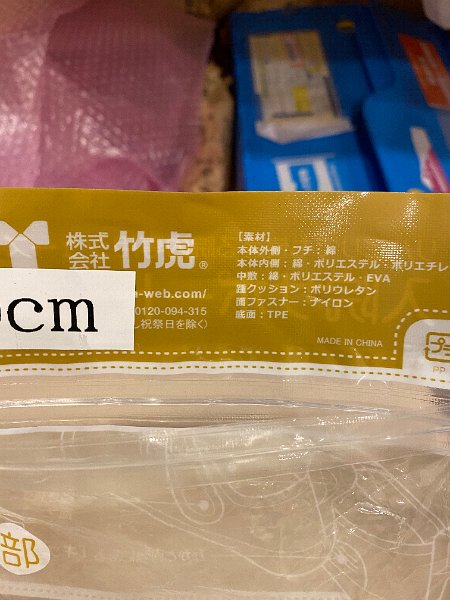 株式
会社 竹虎®
cm
-web.com/
0120-094-315
し祝祭日を除く)
【素材】
本体外側・フチ:綿
本体内側:綿・ポリエステル・ポリエチレ
中敷:綿・ポリエステル・EVA
踵クッション:ポリウレタン
面ファスナー:ナイロン
底面:TPE
MADE IN CHINA
プラ
PP
部